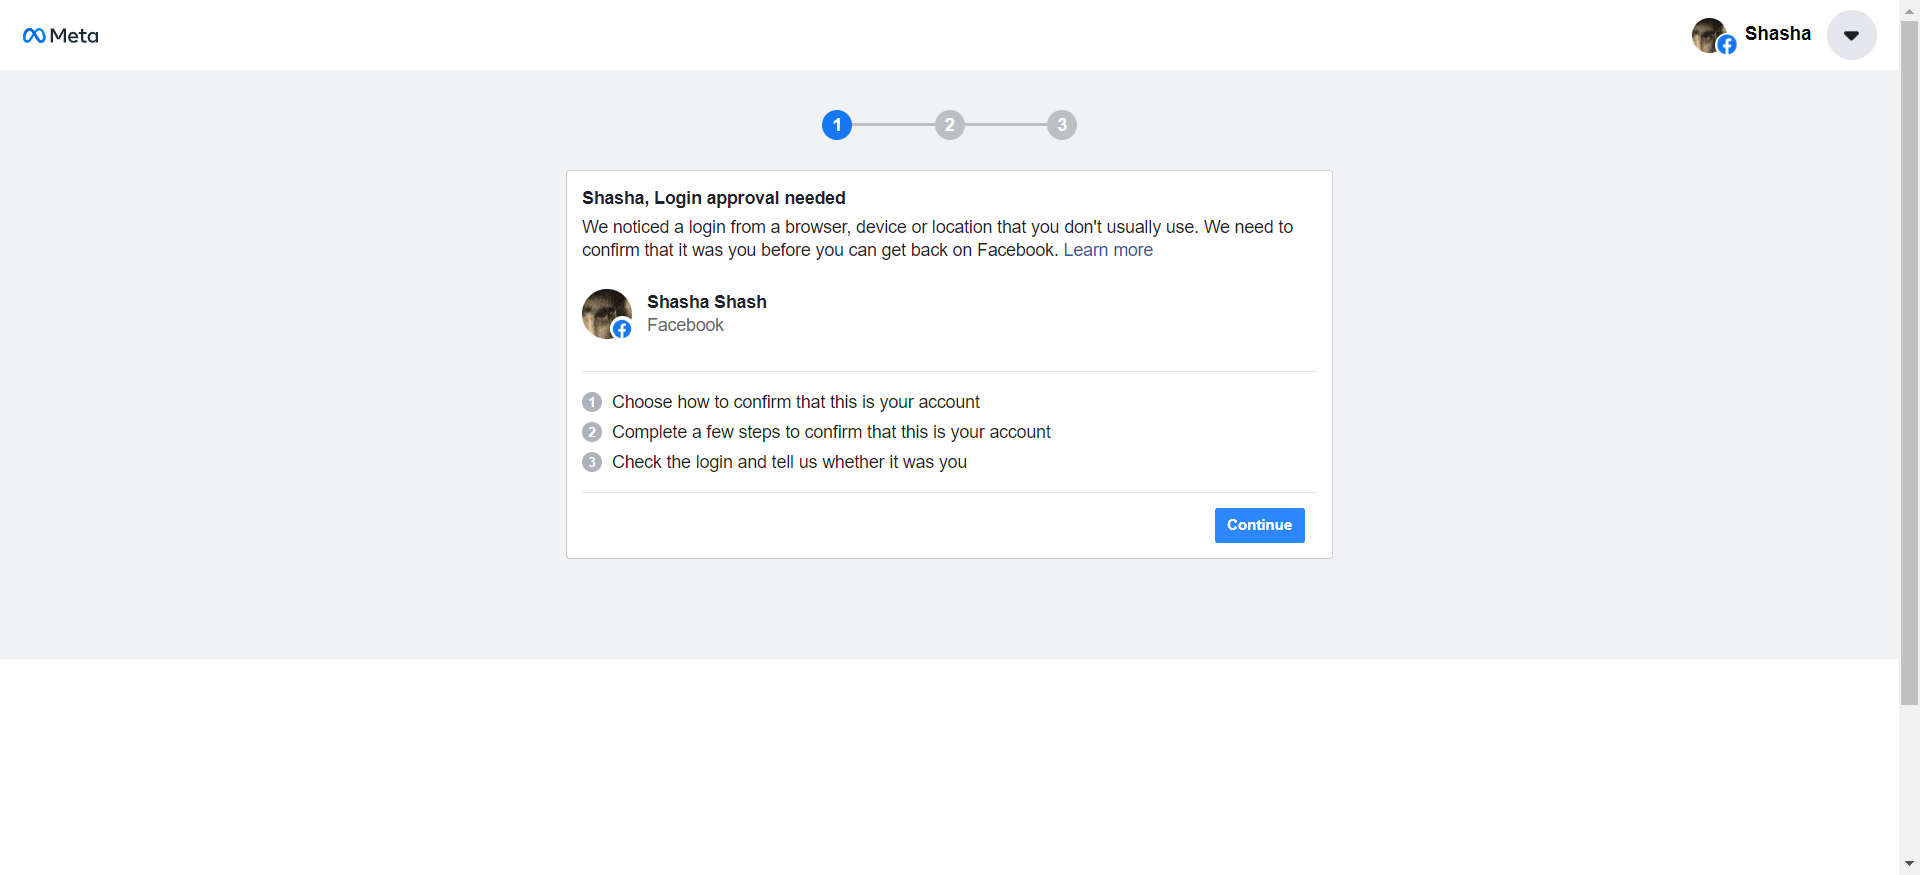 Meta
Shasha
1 2 3
Shasha, Login approval needed
We noticed a login from a browser, device or location that you don't usually use. We need to
confirm that it was you before you can get back on Facebook. Learn more
Shasha Shash
Facebook
1 Choose how to confirm that this is your account
2 Complete a few steps to confirm that this is your account
3 Check the login and tell us whether it was you
Continue